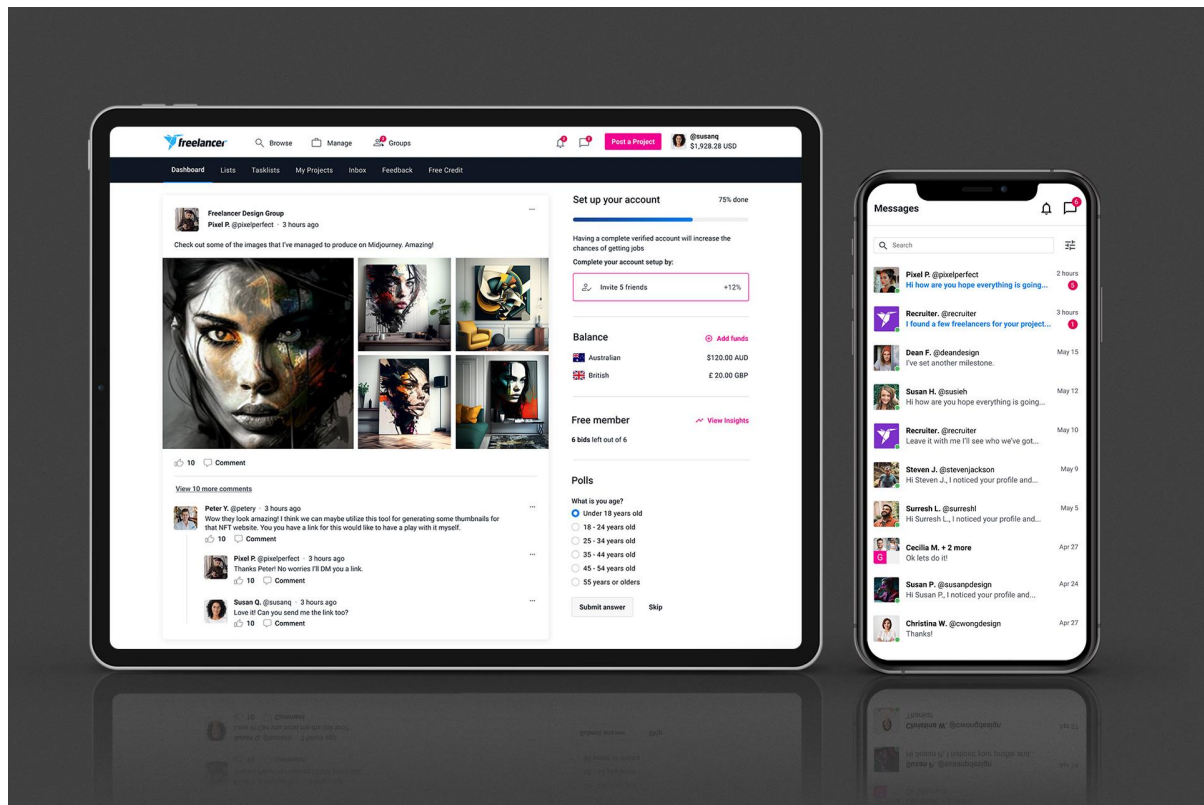 freelancer
Browse
Manage
2
Groups
2
2
Post a Project
@susanq
$1,928.28 USD
Dashboard
Lists
Tasklists
My Projects
Inbox
Feedback
Free Credit
Freelancer Design Group
Pixel P. @pixelperfect · 3 hours ago
Check out some of the images that I've managed to produce on Midjourney. Amazing!
10 Comment
View 10 more comments
Peter Y. @petery · 3 hours ago
Wow they look amazing! I think we can maybe utilize this tool for generating some thumbnails for
that NFT website. You you have a link for this would like to have a play with it myself.
10 Comment
Pixel P. @pixelperfect · 3 hours ago
Thanks Peter! No worries I'll DM you a link.
10 Comment
Susan Q. @susanq · 3 hours ago
Love it! Can you send me the link too?
10 Comment
Set up your account
75% done
Having a complete verified account will increase the
chances of getting jobs
Complete your account setup by:
Invite 5 friends
+12%
Balance
Add funds
Australian
$120.00 AUD
British
£ 20.00 GBP
Free member
View Insights
6 bids left out of 6
Polls
What is you age?
Under 18 years old
18 - 24 years old
25 - 34 years old
35 - 44 years old
45 - 54 years old
55 years or olders
Submit answer
Skip
Messages
6
Search
Pixel P. @pixelperfect
2 hours
Hi how are you hope everything is going...
5
Recruiter. @recruiter
3 hours
I found a few freelancers for your project...
1
Dean F. @deandesign
May 15
I've set another milestone.
Susan H. @susieh
May 12
Hi how are you hope everything is going...
Recruiter. @recruiter
May 10
Leave it with me I'll see who we've got...
Steven J. @stevenjackson
May 9
Hi Steven J., I noticed your profile and...
Surresh L. @surreshl
May 5
Hi Surresh L., I noticed your profile and...
G
Cecilia M. + 2 more
Apr 27
Ok lets do it!
Susan P. @susanpdesign
Apr 24
Hi Susan P., I noticed your profile and...
Christina W. @cwongdesign
Apr 27
Thanks!